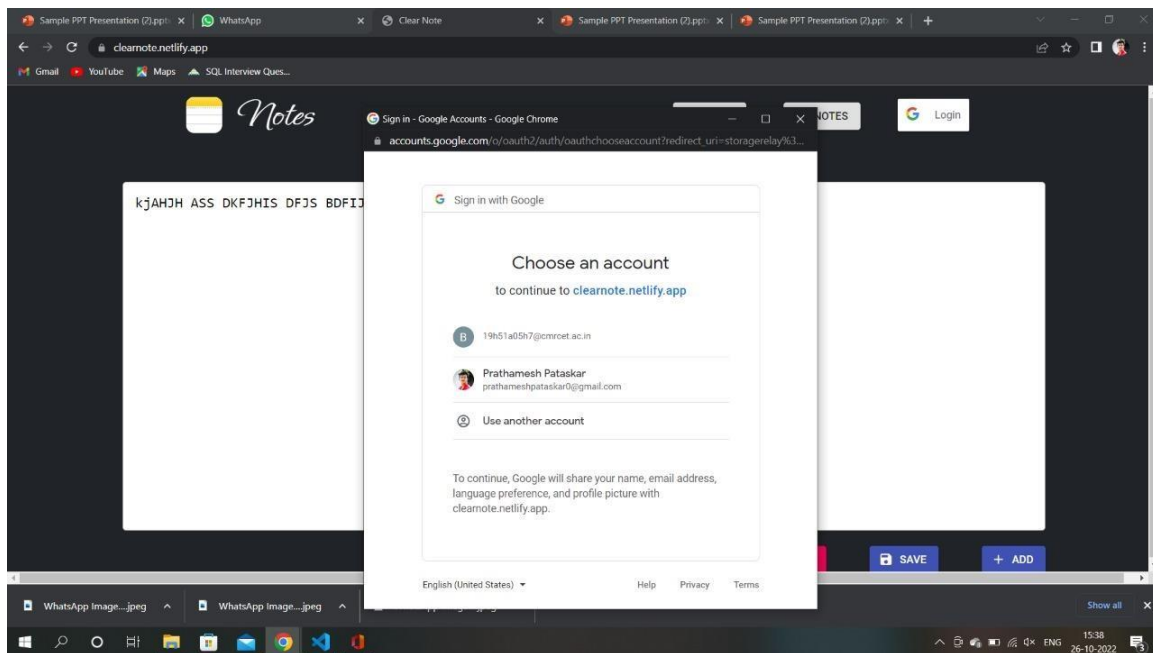 Sample PPT Presentation (2).ppt
WhatsApp
Clear Note
Sample PPT Presentation (2).ppt
Sample PPT Presentation (2).ppt
clearnote.netlify.app
Gmail
YouTube
Maps
SQL Interview Ques...
Notes
NOTES
Login
kjAHJH ASS DKFJHIS DFJS BDFIJ
Sign in - Google Accounts - Google Chrome
accounts.google.com/o/oauth2/auth/oauthchooseaccount?redirect_uri=storagerelay%3...
Sign in with Google
Choose an account
to continue to clearnote.netlify.app
B
19h51a05h7@cmrcet.ac.in
Prathamesh Pataskar
prathameshpataskar0@gmail.com
Use another account
To continue, Google will share your name, email address,
language preference, and profile picture with
clearnote.netlify.app.
English (United States)
Help
Privacy
Terms
SAVE
+ ADD
WhatsApp Image....jpeg
WhatsApp Image....jpeg
Show all
ENG
15:38
26-10-2022